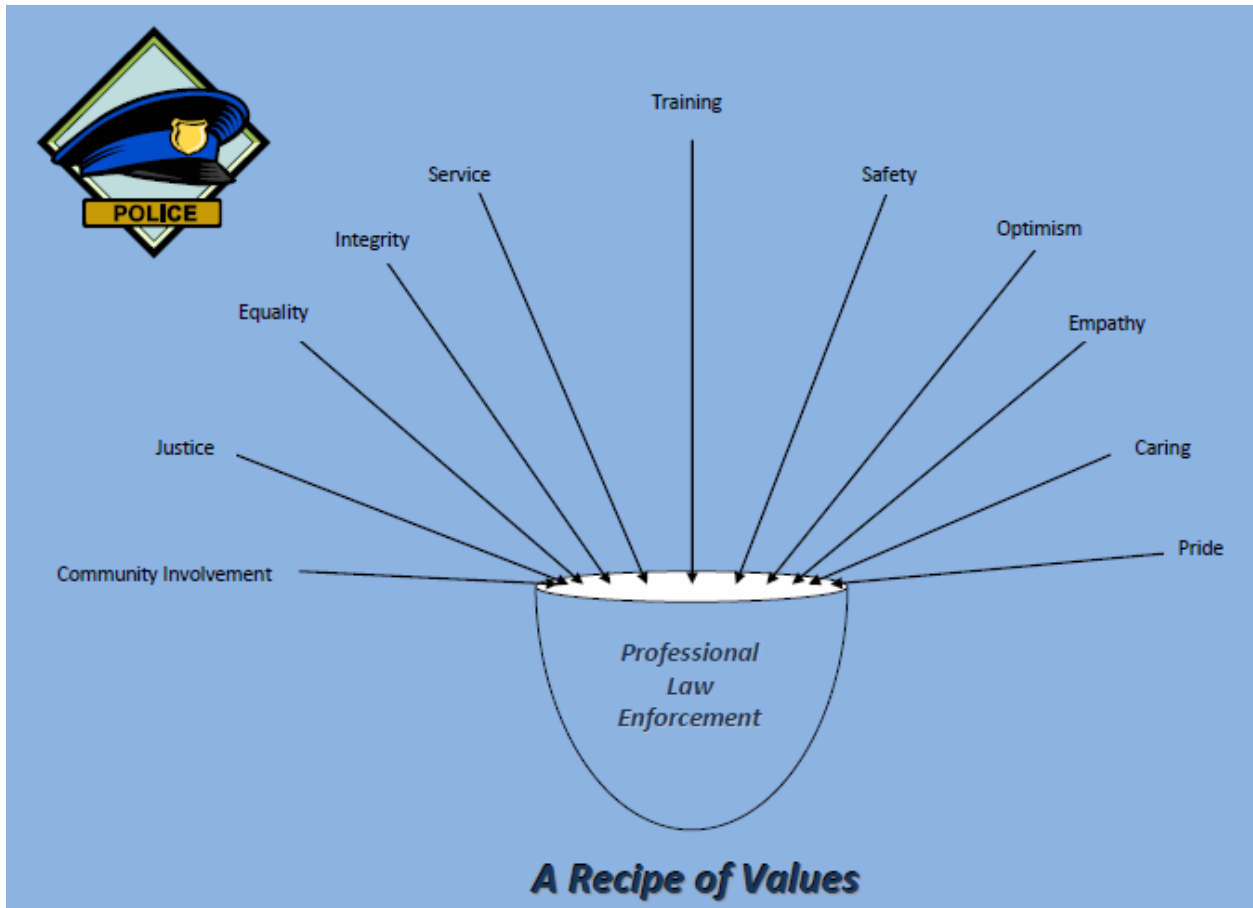 POLICE
Training
Service
Safety
Integrity
Optimism
Equality
Empathy
Justice
Caring
Community Involvement
Pride
Professional
Law
Enforcement
A Recipe of Values